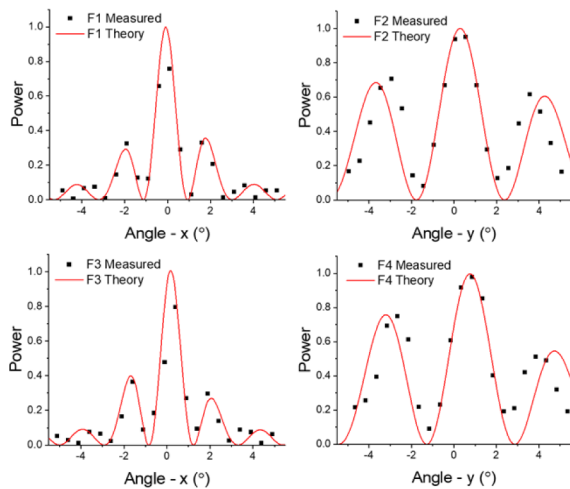 F1 Measured
F1 Theory
Power
1.0
0.8
0.6
0.4
0.2
0.0
-4 -2 0 2 4
Angle - x (°)
F2 Measured
F2 Theory
Power
1.0
0.8
0.6
0.4
0.2
0.0
-4 -2 0 2 4
Angle - y (°)
F3 Measured
F3 Theory
Power
1.0
0.8
0.6
0.4
0.2
0.0
-4 -2 0 2 4
Angle - x (°)
F4 Measured
F4 Theory
Power
1.0
0.8
0.6
0.4
0.2
0.0
-4 -2 0 2 4
Angle - y (°)